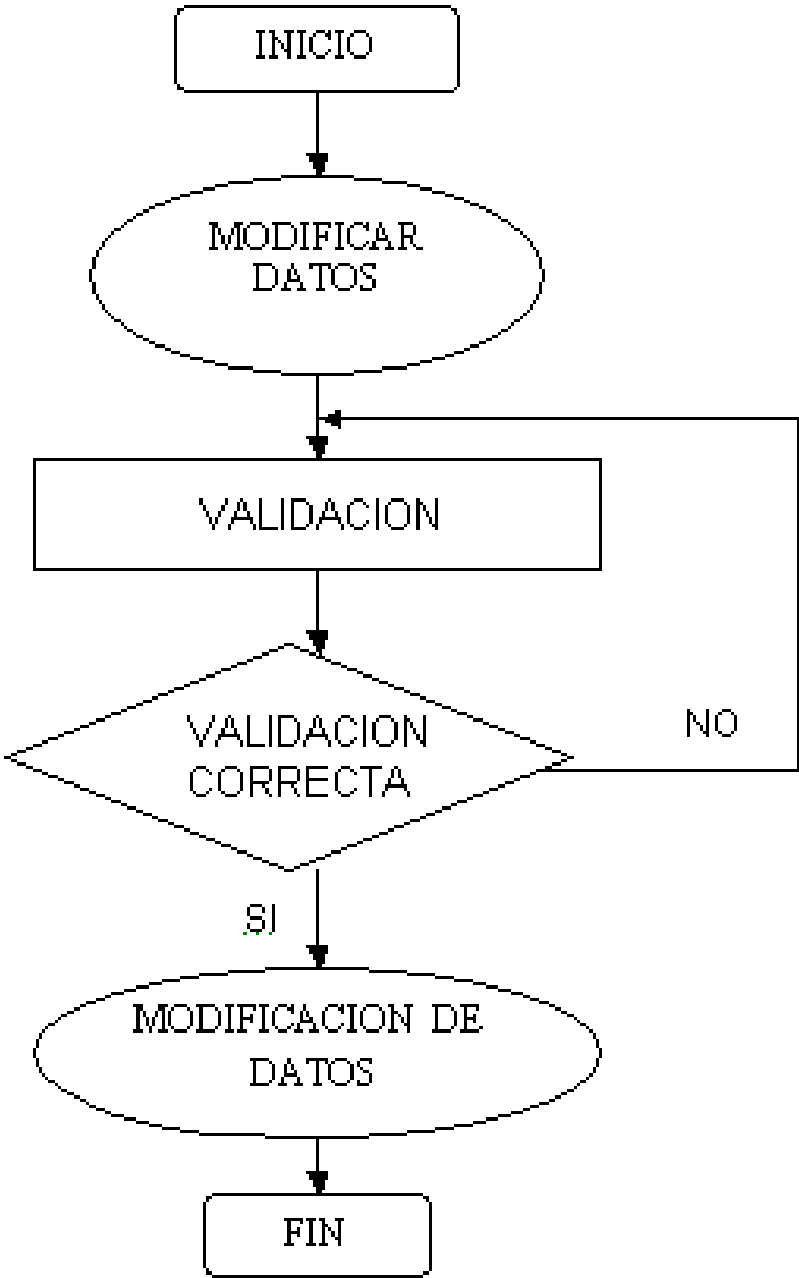 INICIO
MODIFICAR
DATOS
VALIDACION
VALIDACION
CORRECTA
NO
SI
MODIFICACION DE
DATOS
FIN